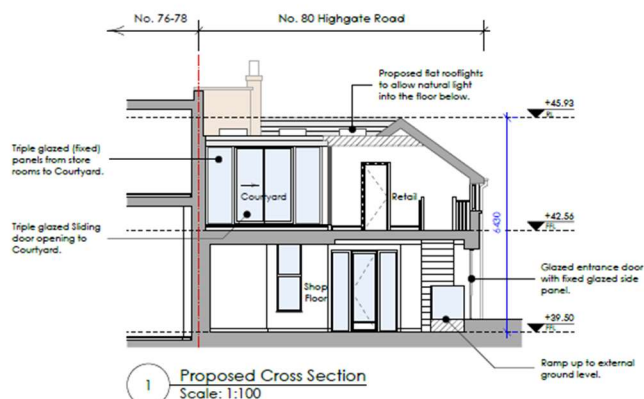 No. 76-78
No. 80 Highgate Road
Proposed flat rooflights
to allow natural light
into the floor below.
+45.93
Triple glazed (fixed)
panels from store
rooms to Courtyard.
Courtyard
Retail
6430
+42.56
FFL
Triple glazed Sliding
door opening to
Courtyard.
Glazed entrance door
with fixed glazed side
panel.
Shop
Floor
+39.50
FFL
Ramp up to external
ground level.
1
Proposed Cross Section
Scale: 1:100